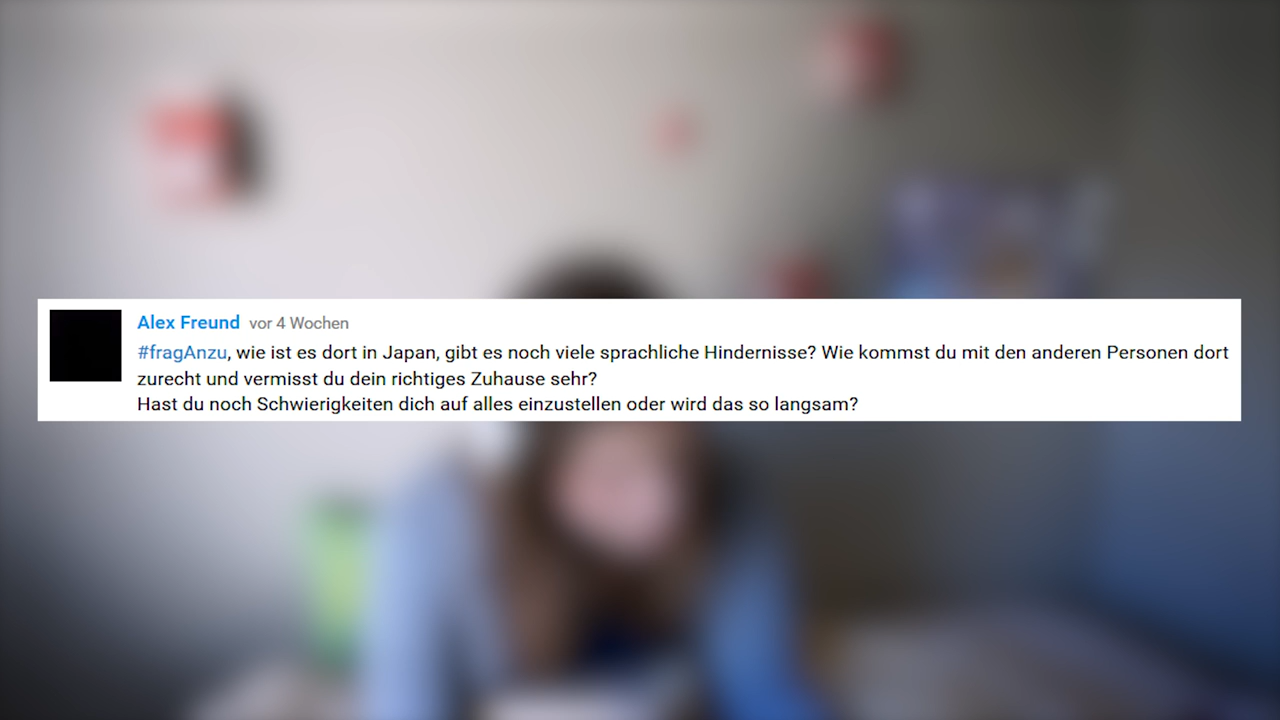 Alex Freund vor 4 Wochen
#fragAnzu, wie ist es dort in Japan, gibt es noch viele sprachliche Hindernisse? Wie kommst du mit den anderen Personen dort
zurecht und vermisst du dein richtiges Zuhause sehr?
Hast du noch Schwierigkeiten dich auf alles einzustellen oder wird das so langsam?